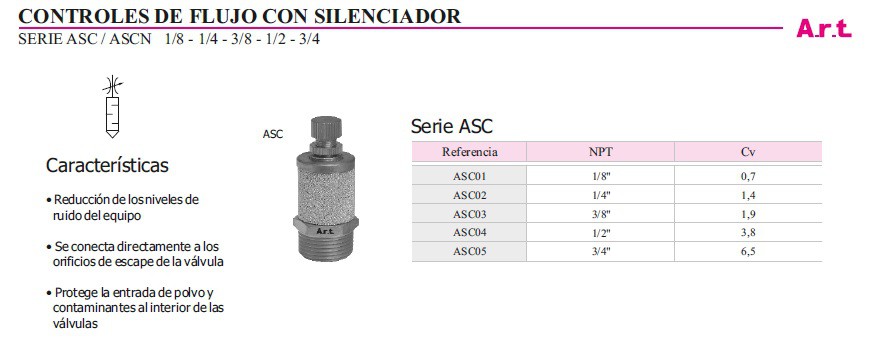 CONTROLES DE FLUJO CON SILENCIADOR
SERIE ASC / ASCN 1/8 - 1/4 - 3/8 - 1/2 - 3/4
A.r.t.
ASC
Características
• Reducción de los niveles de
ruido del equipo
• Se conecta directamente a los
orificios de escape de la válvula
• Protege la entrada de polvo y
contaminantes al interior de las
válvulas
A.r.t.
Serie ASC
Referencia NPT Cv
ASC01 1/8" 0,7
ASC02 1/4" 1,4
ASC03 3/8" 1,9
ASC04 1/2" 3,8
ASC05 3/4" 6,5